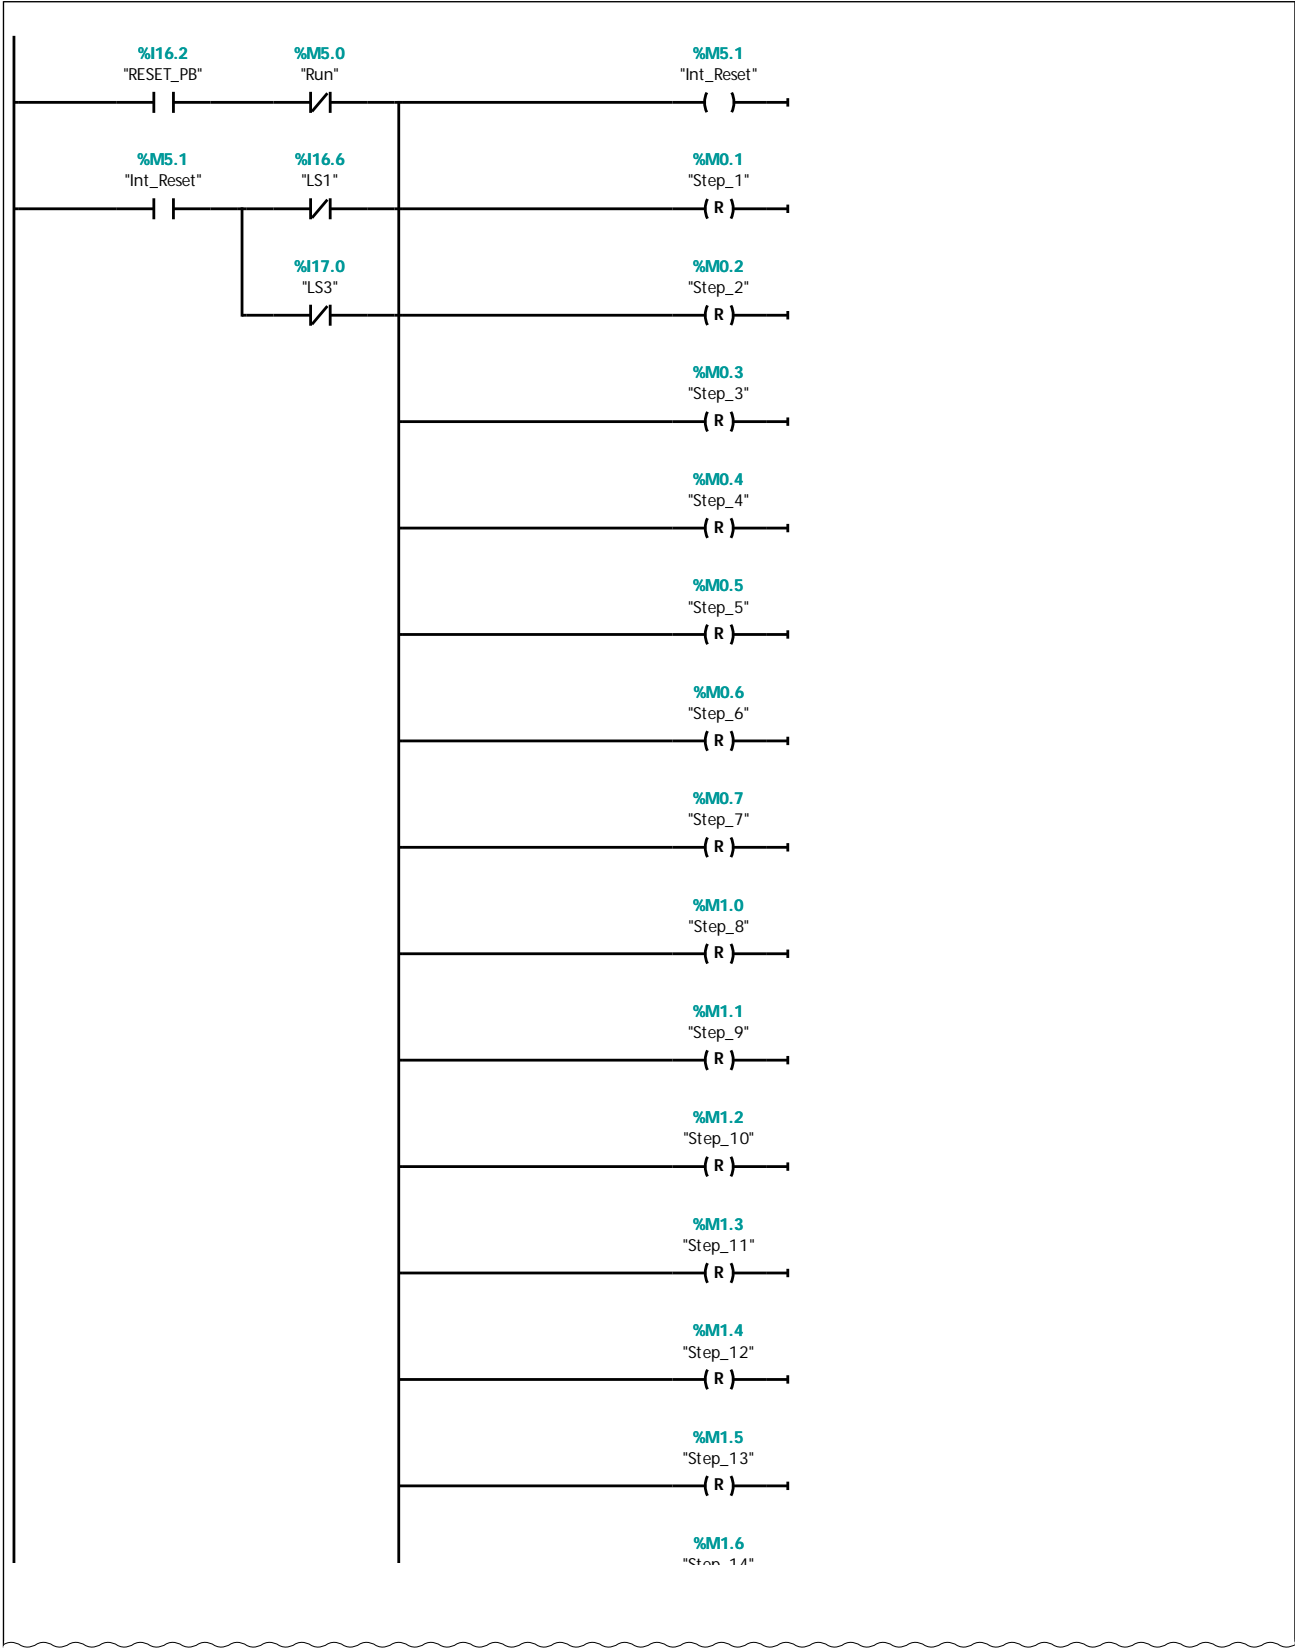 %I16.2 %M5.0 %M5.1
"RESET_PB" "Run" "Int_Reset"
%M5.1 %I16.6 %M0.1
"Int_Reset" "LS1" "Step_1"
R
%I17.0 %M0.2
"LS3" "Step_2"
R
%M0.3
"Step_3"
R
%M0.4
"Step_4"
R
%M0.5
"Step_5"
R
%M0.6
"Step_6"
R
%M0.7
"Step_7"
R
%M1.0
"Step_8"
R
%M1.1
"Step_9"
R
%M1.2
"Step_10"
R
%M1.3
"Step_11"
R
%M1.4
"Step_12"
R
%M1.5
"Step_13"
R
%M1.6
"Step_14"